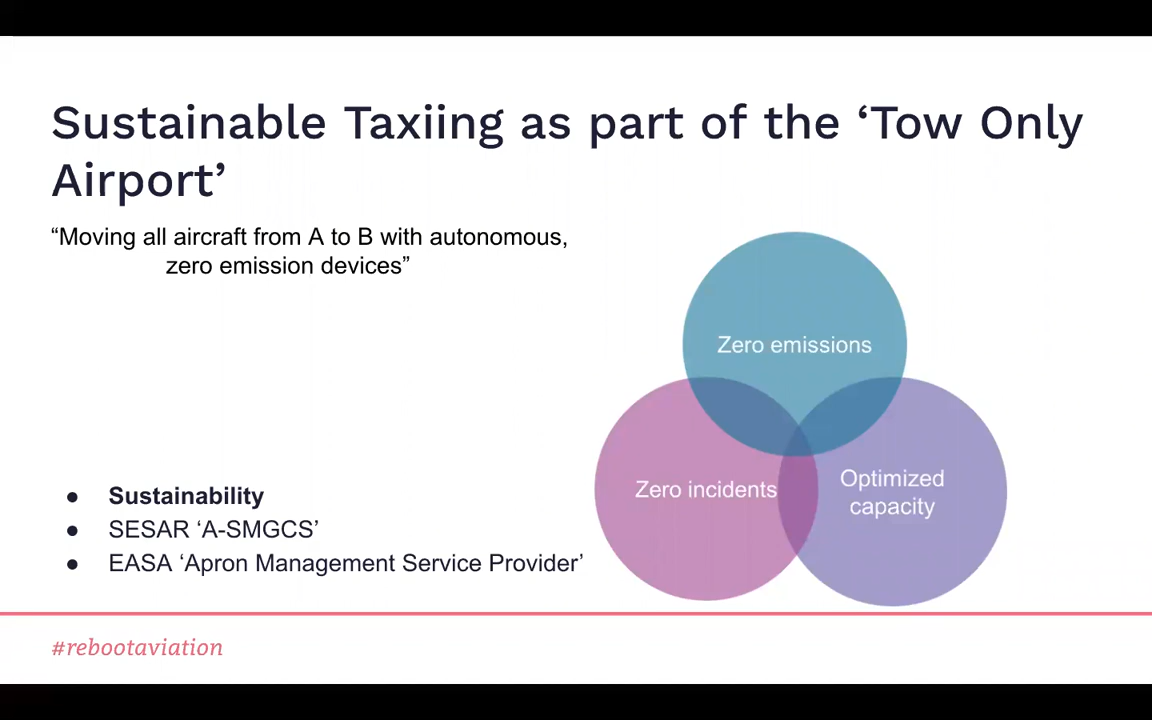 Sustainable Taxiing as part of the ‘Tow Only
Airport’
“Moving all aircraft from A to B with autonomous,
zero emission devices”
Zero emissions
Zero incidents
Optimized
capacity
● Sustainability
● SESAR ‘A-SMGCS’
● EASA ‘Apron Management Service Provider’
#rebootaviation